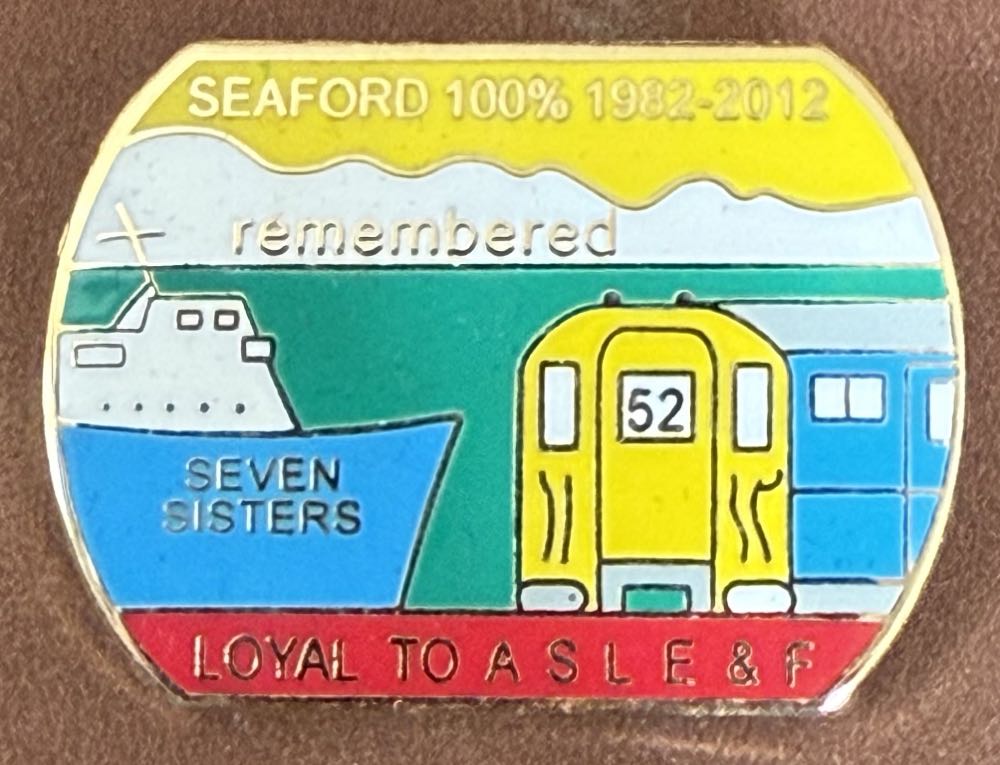 SEAFORD 100% 1982-2012
remembered
52
SEVEN
SISTERS
LOYAL TO A S L E & F